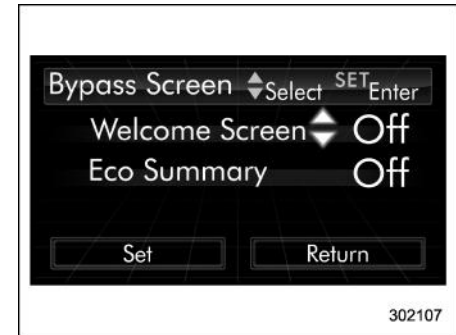 Bypass Screen Select SET Enter
Welcome Screen Off
Eco Summary Off
Set Return
302107